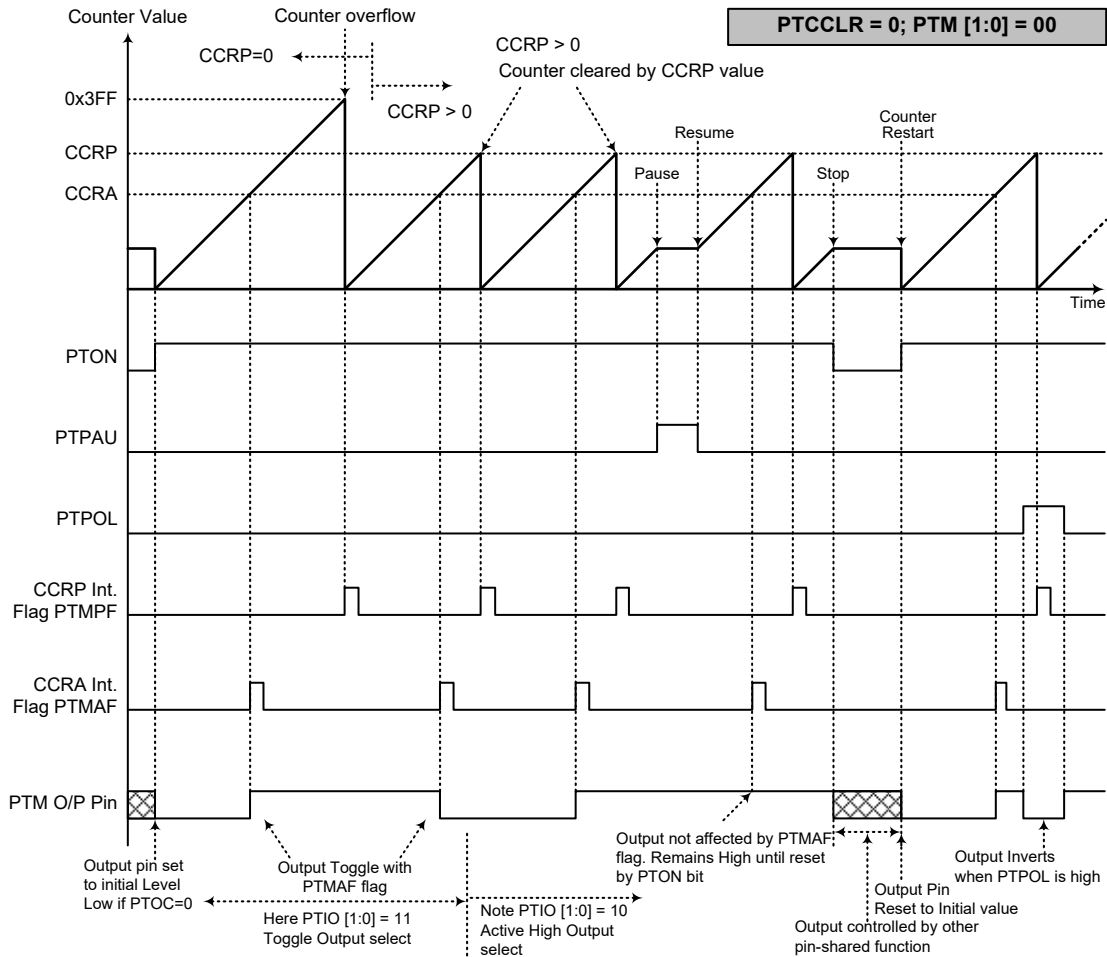 Counter Value
Counter overflow
PTCCLR = 0; PTM [1:0] = 00
CCRP=0
CCRP > 0
CCRP > 0
Counter cleared by CCRP value
0x3FF
CCRP
CCRA
Pause
Resume
Stop
Counter
Restart
Time
PTON
PTPAU
PTPOL
CCRP Int.
Flag PTMPF
CCRA Int.
Flag PTMAF
PTM O/P Pin
Output pin set
to initial Level
Low if PTOC=0
Output Toggle with
PTMAF flag
Here PTIO [1:0] = 11
Toggle Output select
Note PTIO [1:0] = 10
Active High Output
select
Output not affected by PTMAF
flag. Remains High until reset
by PTON bit
Output Pin
Reset to Initial value
Output controlled by other
pin-shared function
Output Inverts
when PTPOL is high